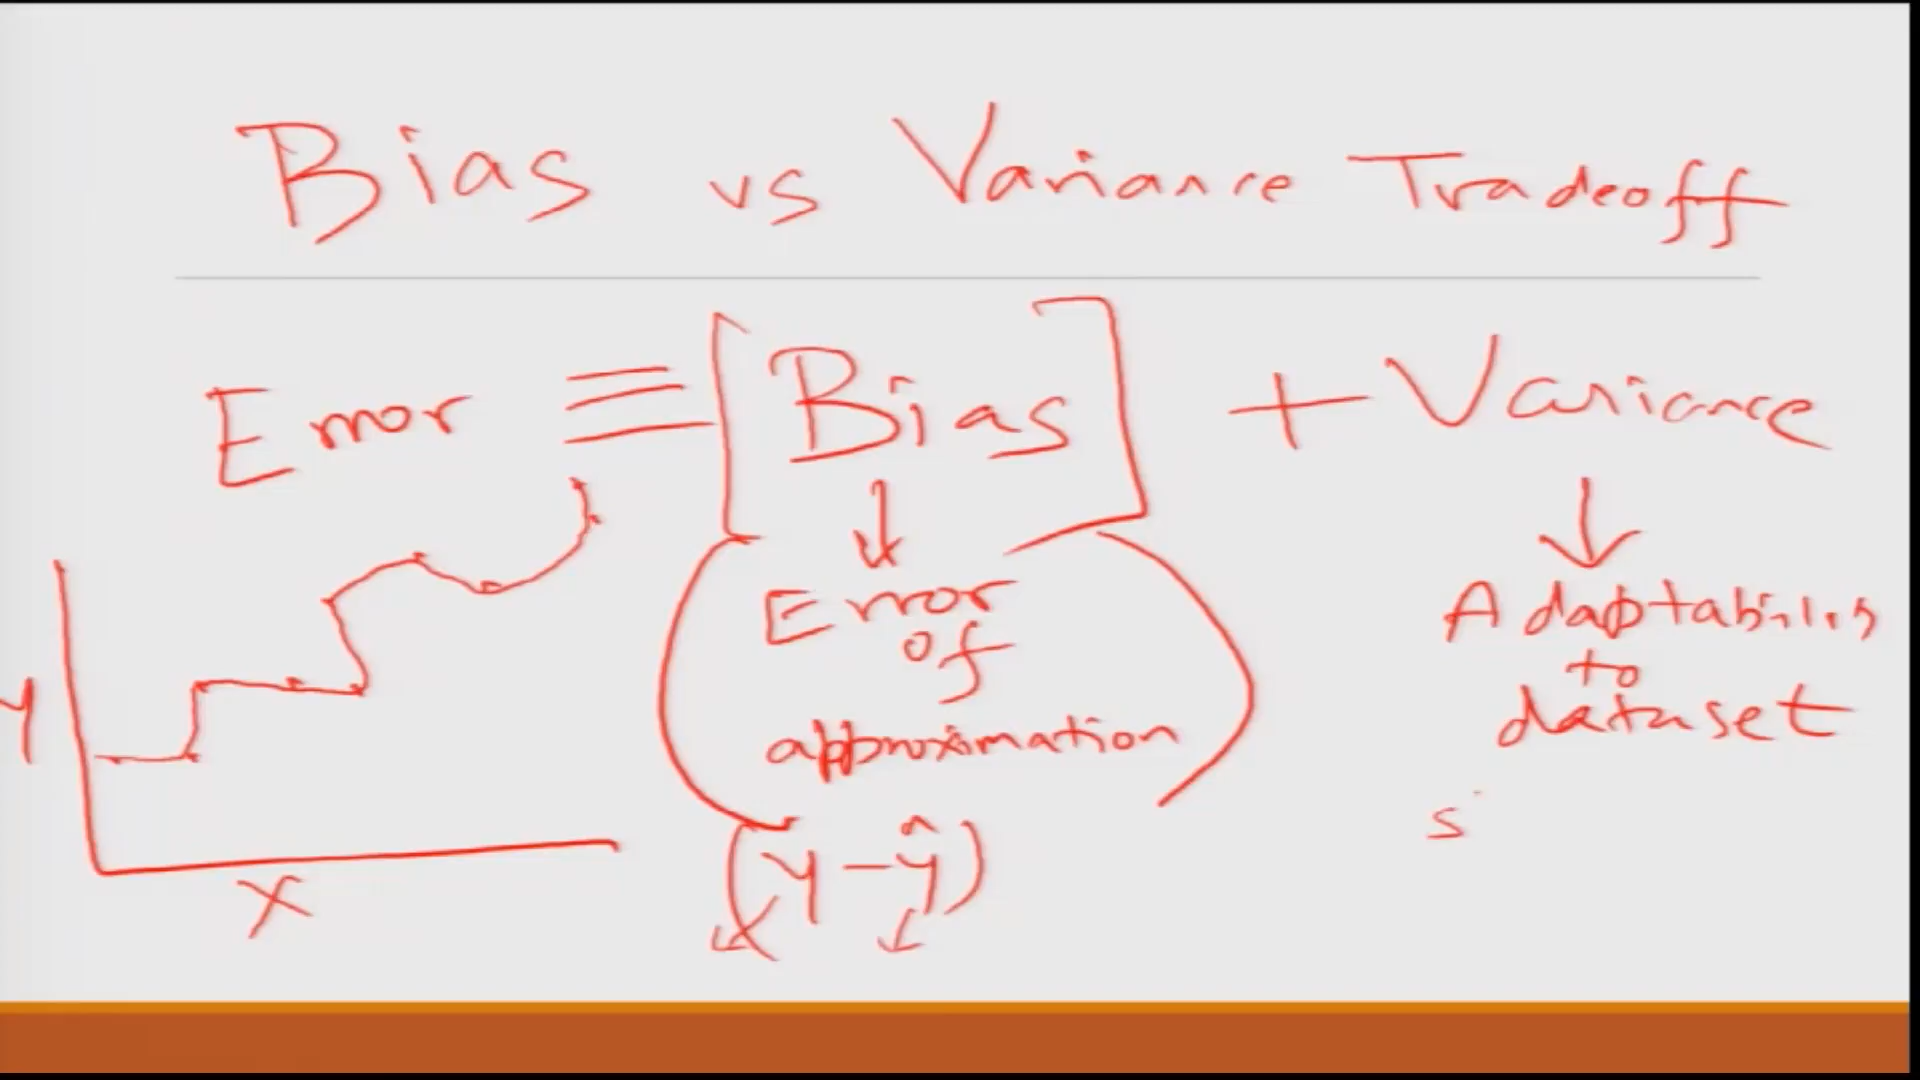 Bias vs Variance Tradeoff
Error ≡ [Bias] + Variance
Error
of
approximation
(y - ŷ)
Adaptability
to
dataset
s
y
x